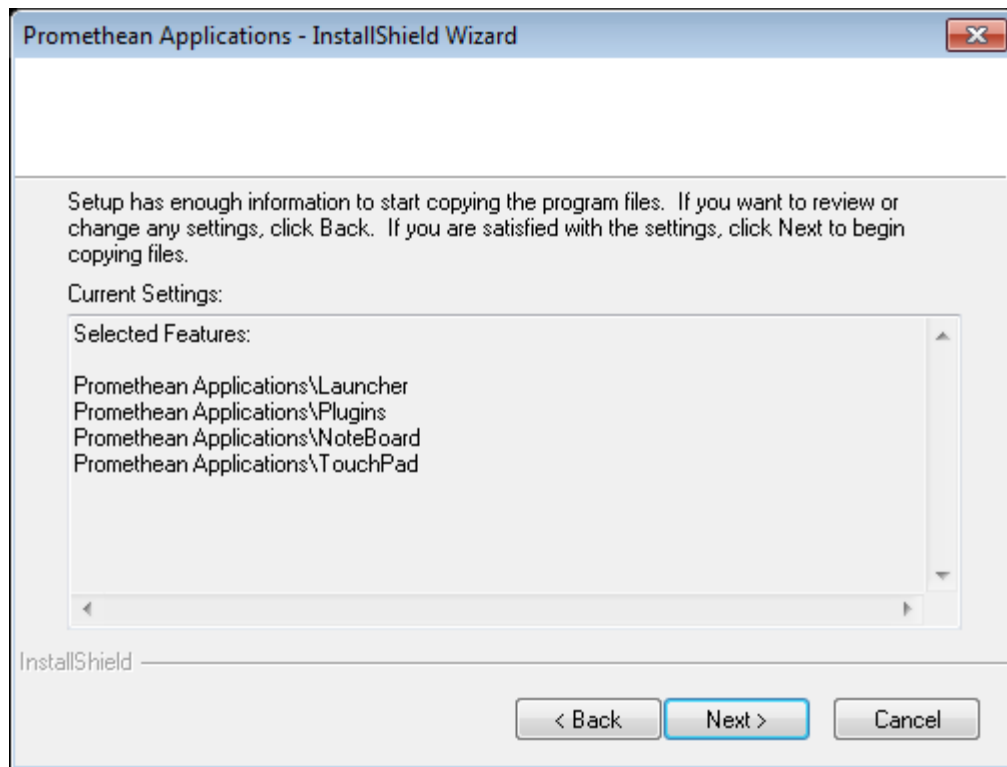 Promethean Applications - InstallShield Wizard
Setup has enough information to start copying the program files.  If you want to review or
change any settings, click Back.  If you are satisfied with the settings, click Next to begin
copying files.
Current Settings:
Selected Features:
Promethean Applications\Launcher
Promethean Applications\Plugins
Promethean Applications\NoteBoard
Promethean Applications\TouchPad
InstallShield
< Back
Next >
Cancel